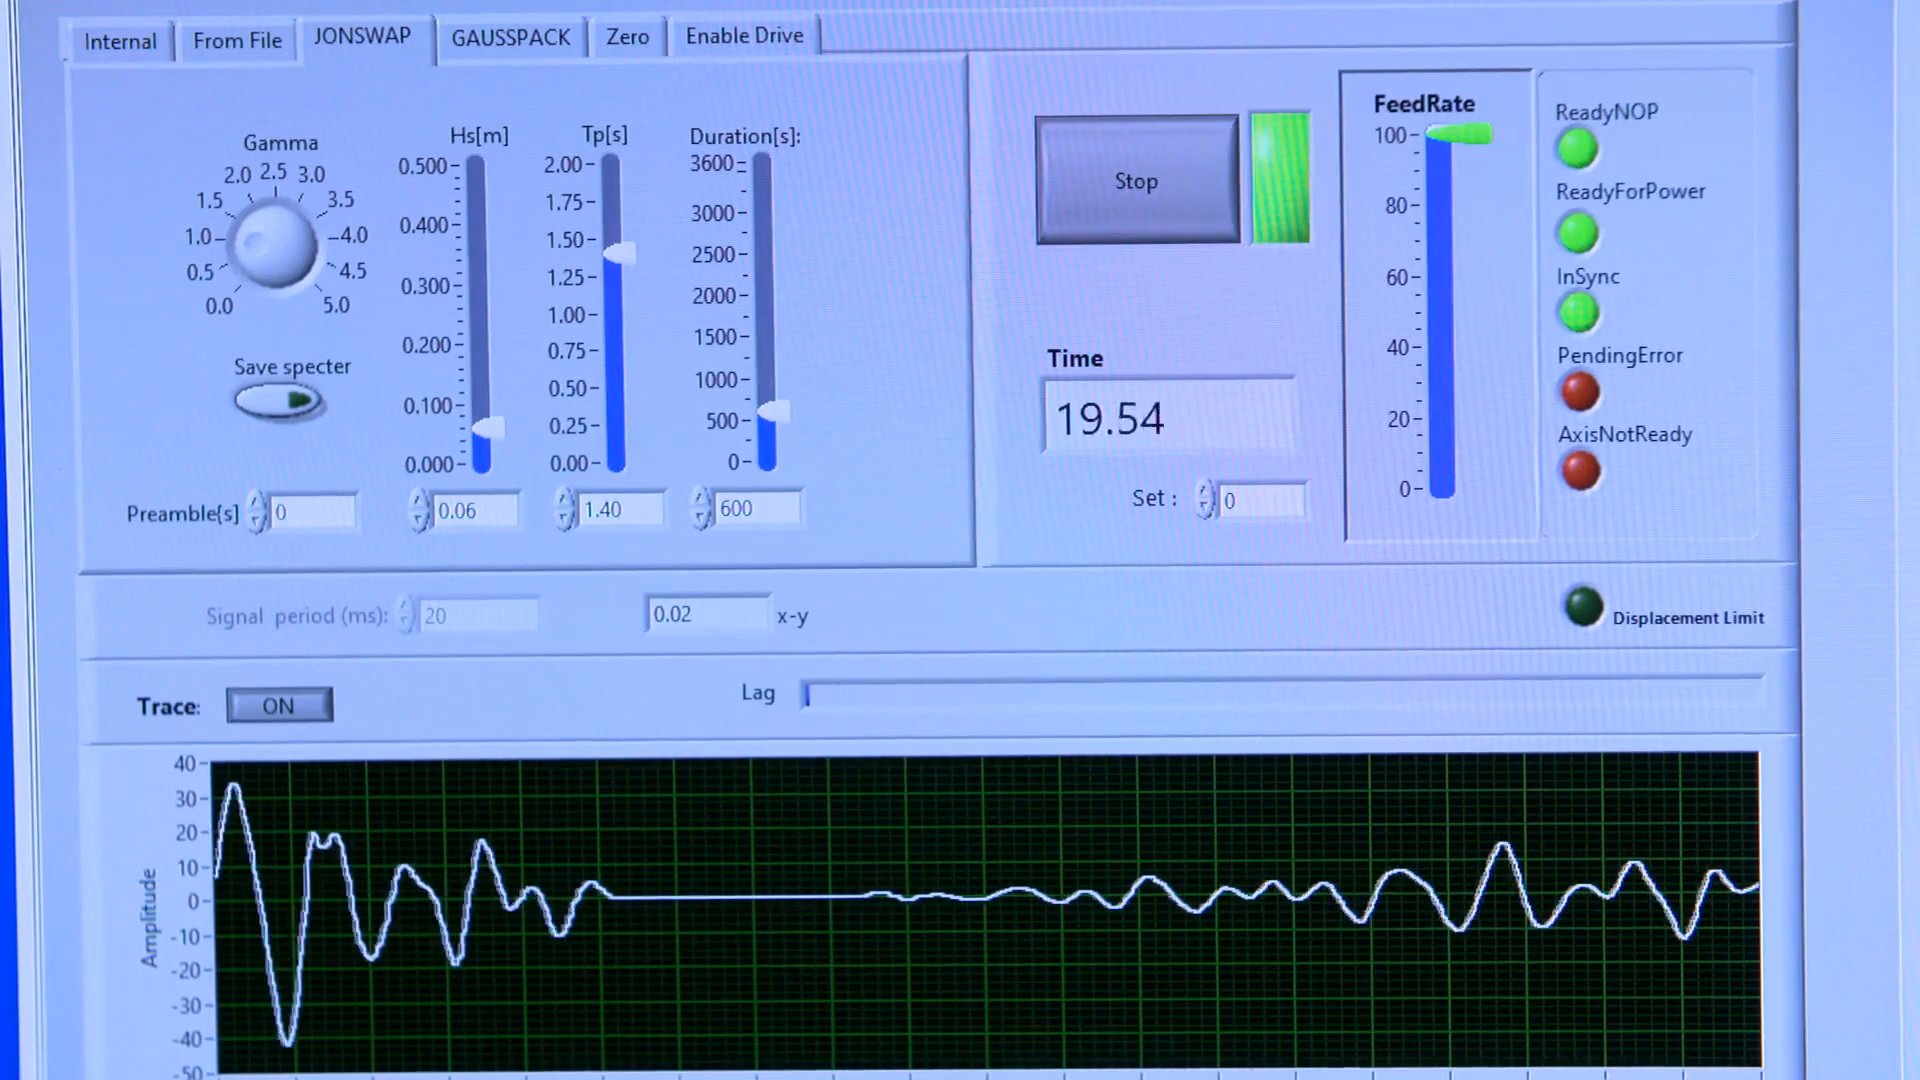 Internal From File JONSWAP GAUSSPACK Zero Enable Drive
Gamma
0.0 0.5 1.0 1.5 2.0 2.5 3.0 3.5 4.0 4.5 5.0
Save specter
Preamble[s] 0
Hs[m]
0.500
0.400
0.300
0.200
0.100
0.000
0.06
Tp[s]
2.00
1.75
1.50
1.25
1.00
0.75
0.50
0.25
0.00
1.40
Duration[s]:
3600
3000
2500
2000
1500
1000
500
0
600
Stop
Time
19.54
Set : 0
FeedRate
100
80
60
40
20
0
ReadyNOP
ReadyForPower
InSync
PendingError
AxisNotReady
Signal period (ms): 20 0.02 x-y
Displacement Limit
Trace: ON Lag
Amplitude
40
30
20
10
0
-10
-20
-30
-40
-50